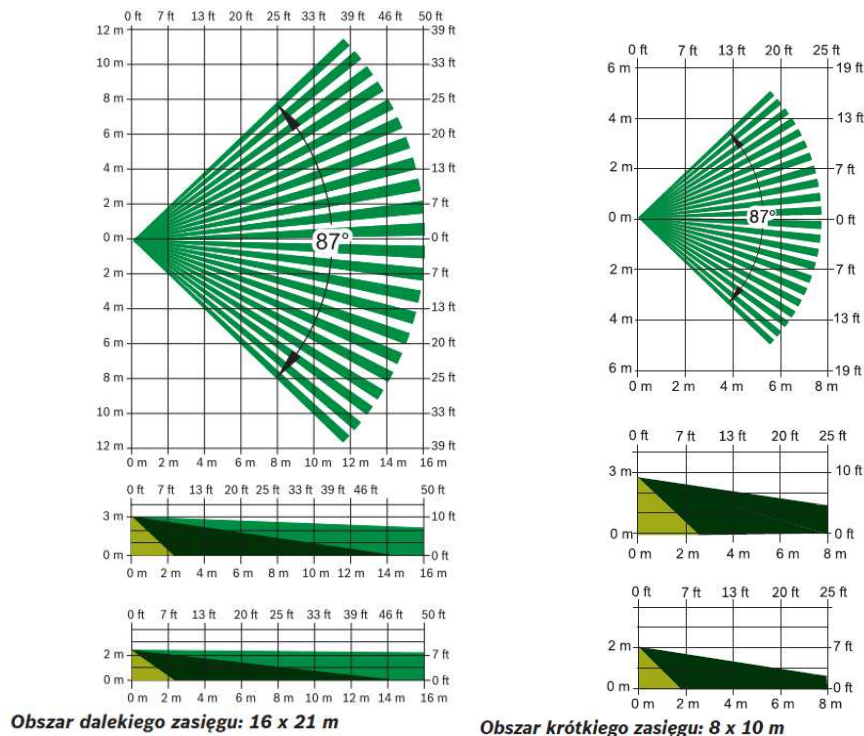 0 ft 7 ft 13 ft 20 ft 25 ft 33 ft 39 ft 46 ft 50 ft
12 m 39 ft
10 m 33 ft
8 m 25 ft
6 m 20 ft
4 m 13 ft
2 m 7 ft
0 m 87° 0 ft
2 m 7 ft
4 m 13 ft
6 m 20 ft
8 m 25 ft
10 m 33 ft
12 m 39 ft
0 m 2 m 4 m 6 m 8 m 10 m 12 m 14 m 16 m
0 ft 7 ft 13 ft 20 ft 25 ft 33 ft 39 ft 46 ft 50 ft
3 m 10 ft
0 m 0 ft
0 m 2 m 4 m 6 m 8 m 10 m 12 m 14 m 16 m
0 ft 7 ft 13 ft 20 ft 25 ft 33 ft 39 ft 46 ft 50 ft
2 m 7 ft
0 m 0 ft
0 m 2 m 4 m 6 m 8 m 10 m 12 m 14 m 16 m
Obszar dalekiego zasięgu: 16 x 21 m
0 ft 7 ft 13 ft 20 ft 25 ft
6 m 19 ft
4 m 13 ft
2 m 7 ft
0 m 87° 0 ft
2 m 7 ft
4 m 13 ft
6 m 19 ft
0 m 2 m 4 m 6 m 8 m
0 ft 7 ft 13 ft 20 ft 25 ft
3 m 10 ft
0 m 0 ft
0 m 2 m 4 m 6 m 8 m
0 ft 7 ft 13 ft 20 ft 25 ft
2 m 7 ft
0 m 0 ft
0 m 2 m 4 m 6 m 8 m
Obszar krótkiego zasięgu: 8 x 10 m